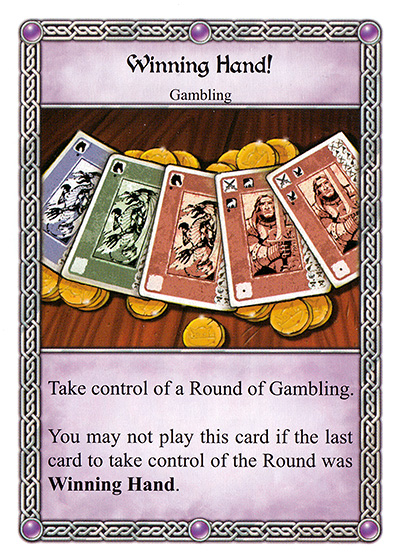 Winning Hand!
Gambling
Take control of a Round of Gambling.
You may not play this card if the last
card to take control of the Round was
Winning Hand.